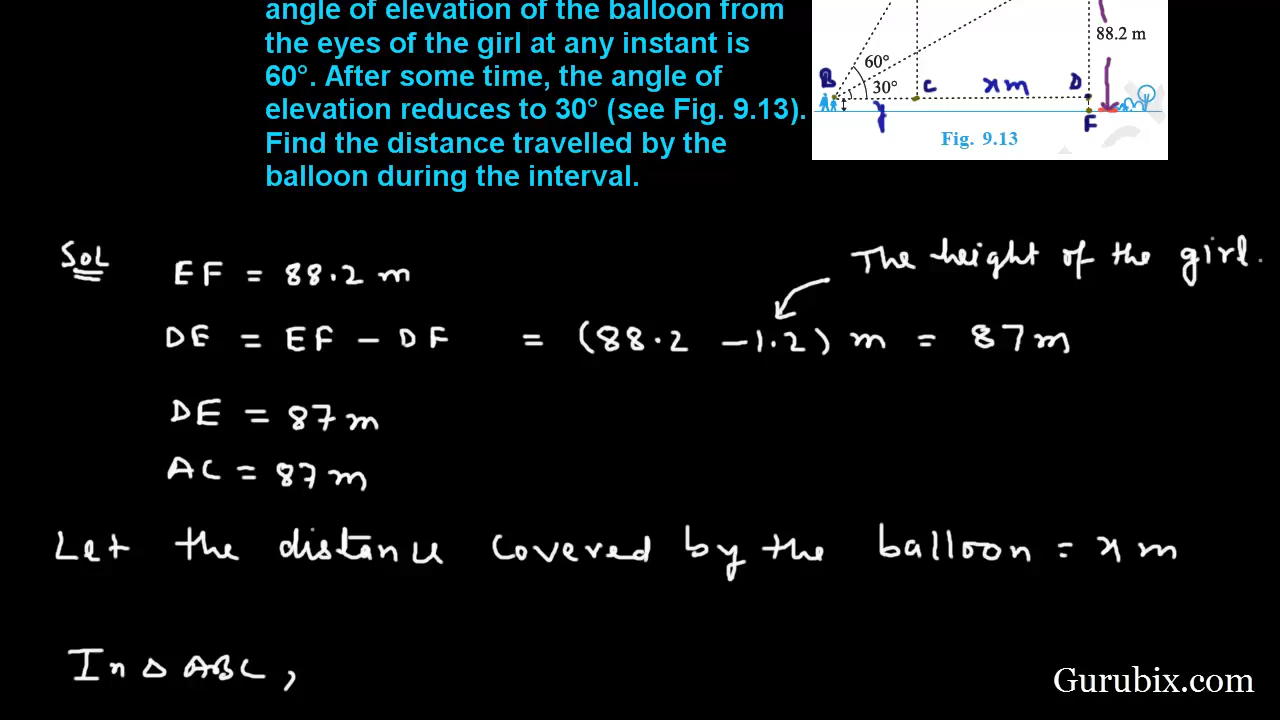 angle of elevation of the balloon from
the eyes of the girl at any instant is
60°. After some time, the angle of
elevation reduces to 30° (see Fig. 9.13).
Find the distance travelled by the
balloon during the interval.
88.2 m
60°
B
30°
C
x m
D
y
F
Fig. 9.13
Sol
The height of the girl.
EF = 88.2 m
DE = EF - DF = (88.2 - 1.2) m = 87 m
DE = 87 m
AC = 87 m
Let the distance covered by the balloon = x m
In Δ ABC,
Gurubix.com